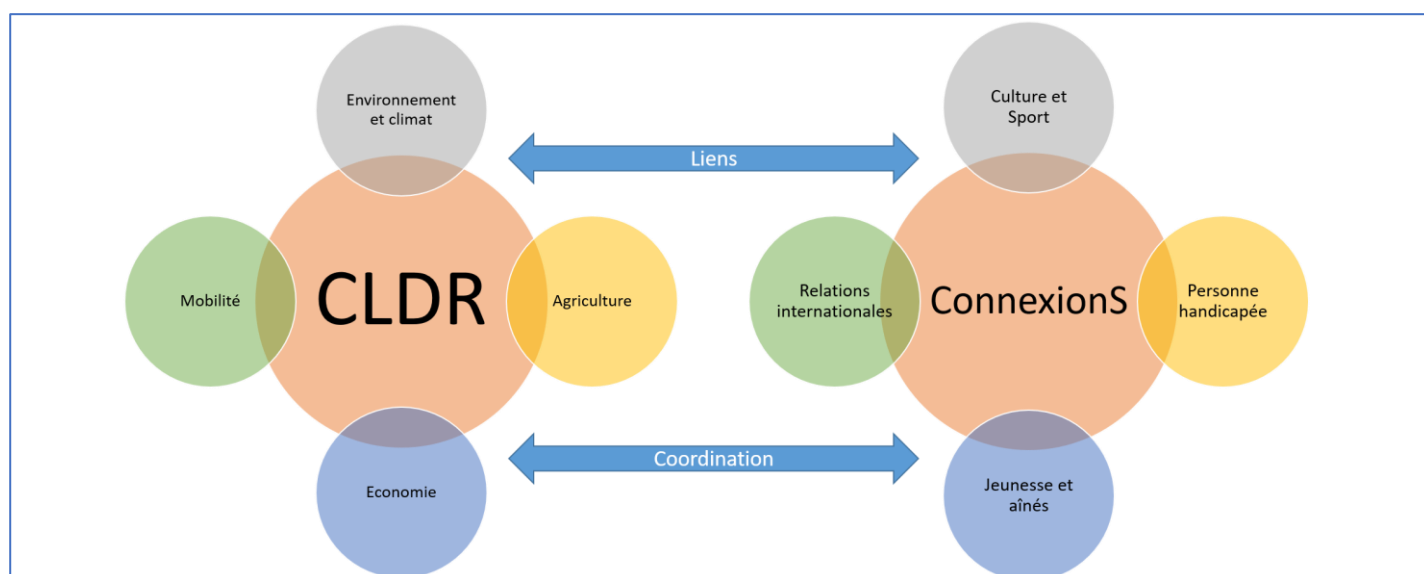 Environnement
et climat
Mobilité
CLDR
Agriculture
Economie
Liens
Coordination
Culture et
Sport
Relations
internationales
ConnexionS
Personne
handicapée
Jeunesse et
aînés